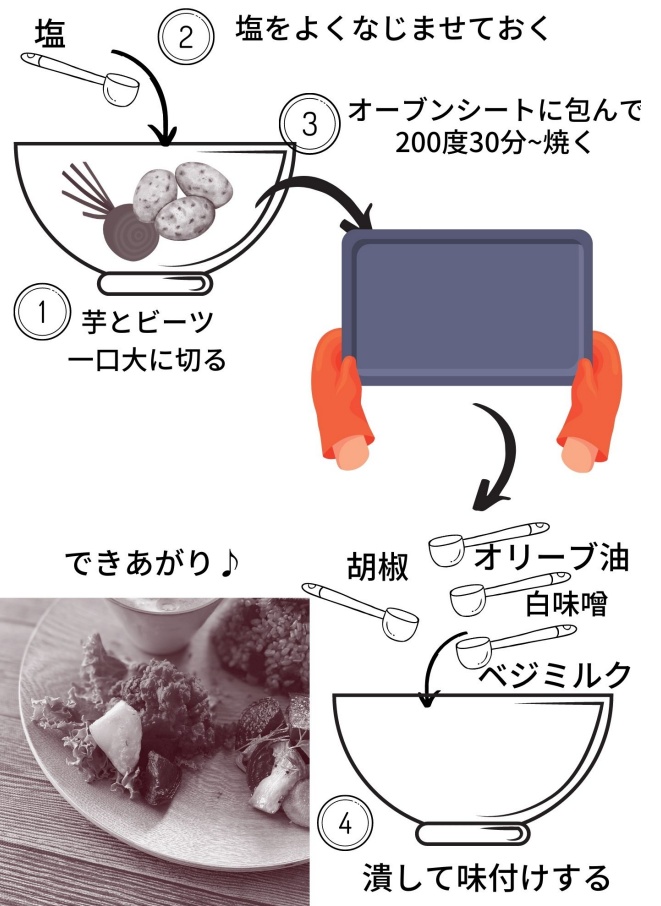 塩
2
塩をよくなじませておく
3
オーブンシートに包んで
200度30分~焼く
1
芋とビーツ
一口大に切る
胡椒
オリーブ油
白味噌
ベジミルク
4
潰して味付けする
できあがり♪